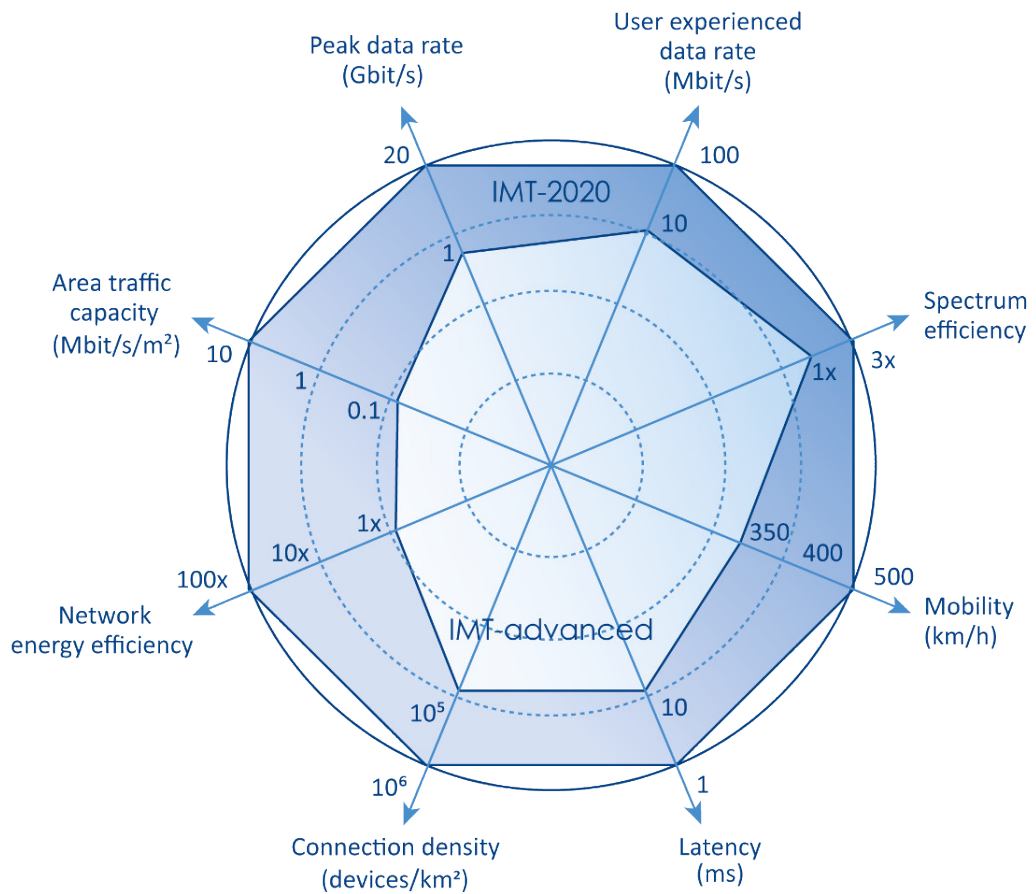 Peak data rate
(Gbit/s)
User experienced
data rate
(Mbit/s)
20
100
IMT-2020
10
1
Area traffic
capacity
(Mbit/s/m²)
Spectrum
efficiency
10
1
0.1
1x
3x
1x
10x
100x
350
400
500
Network
energy efficiency
Mobility
(km/h)
IMT-advanced
10⁵
10
10⁶
1
Connection density
(devices/km²)
Latency
(ms)